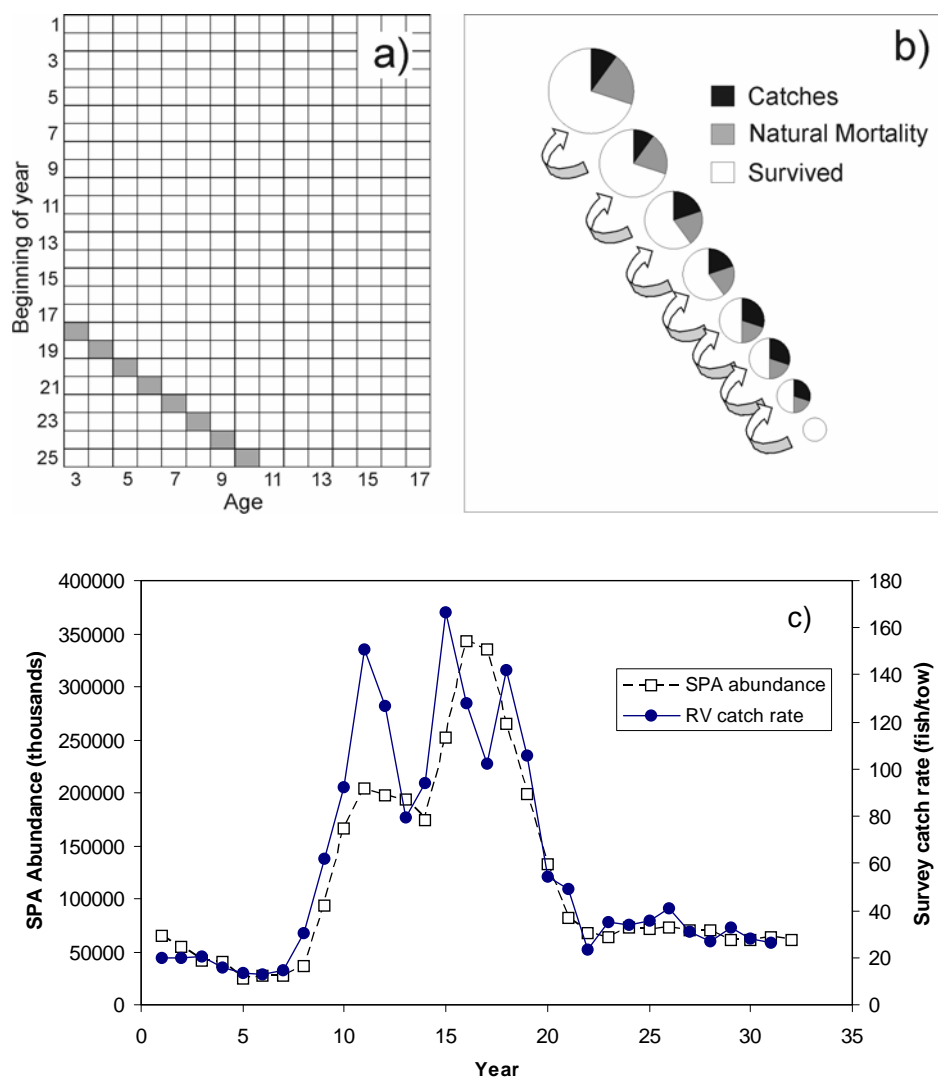 a)
Beginning of year
1
3
5
7
9
11
13
15
17
19
21
23
25
3 5 7 9 11 13 15 17
Age
b)
Catches
Natural Mortality
Survived
c)
SPA Abundance (thousands)
400000
350000
300000
250000
200000
150000
100000
50000
0
SPA abundance
RV catch rate
Survey catch rate (fish/tow)
180
160
140
120
100
80
60
40
20
0
0 5 10 15 20 25 30 35
Year